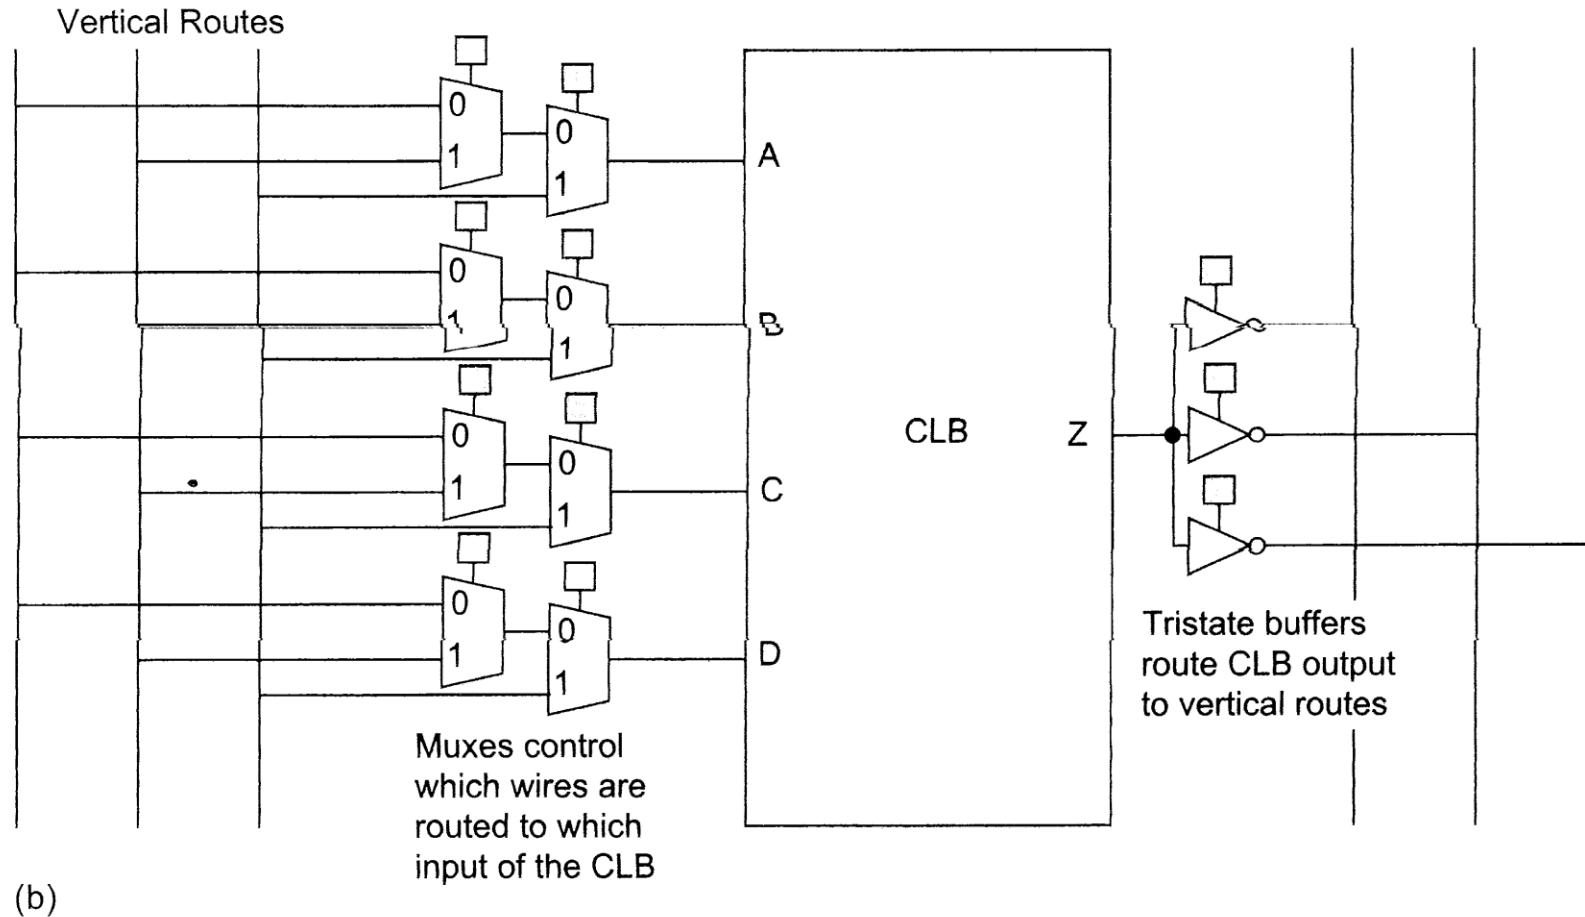 Vertical Routes
0
1
0
1
A
0
1
0
1
B
0
1
0
1
C
CLB
Z
0
1
0
1
D
Tristate buffers
route CLB output
to vertical routes
Muxes control
which wires are
routed to which
input of the CLB
(b)